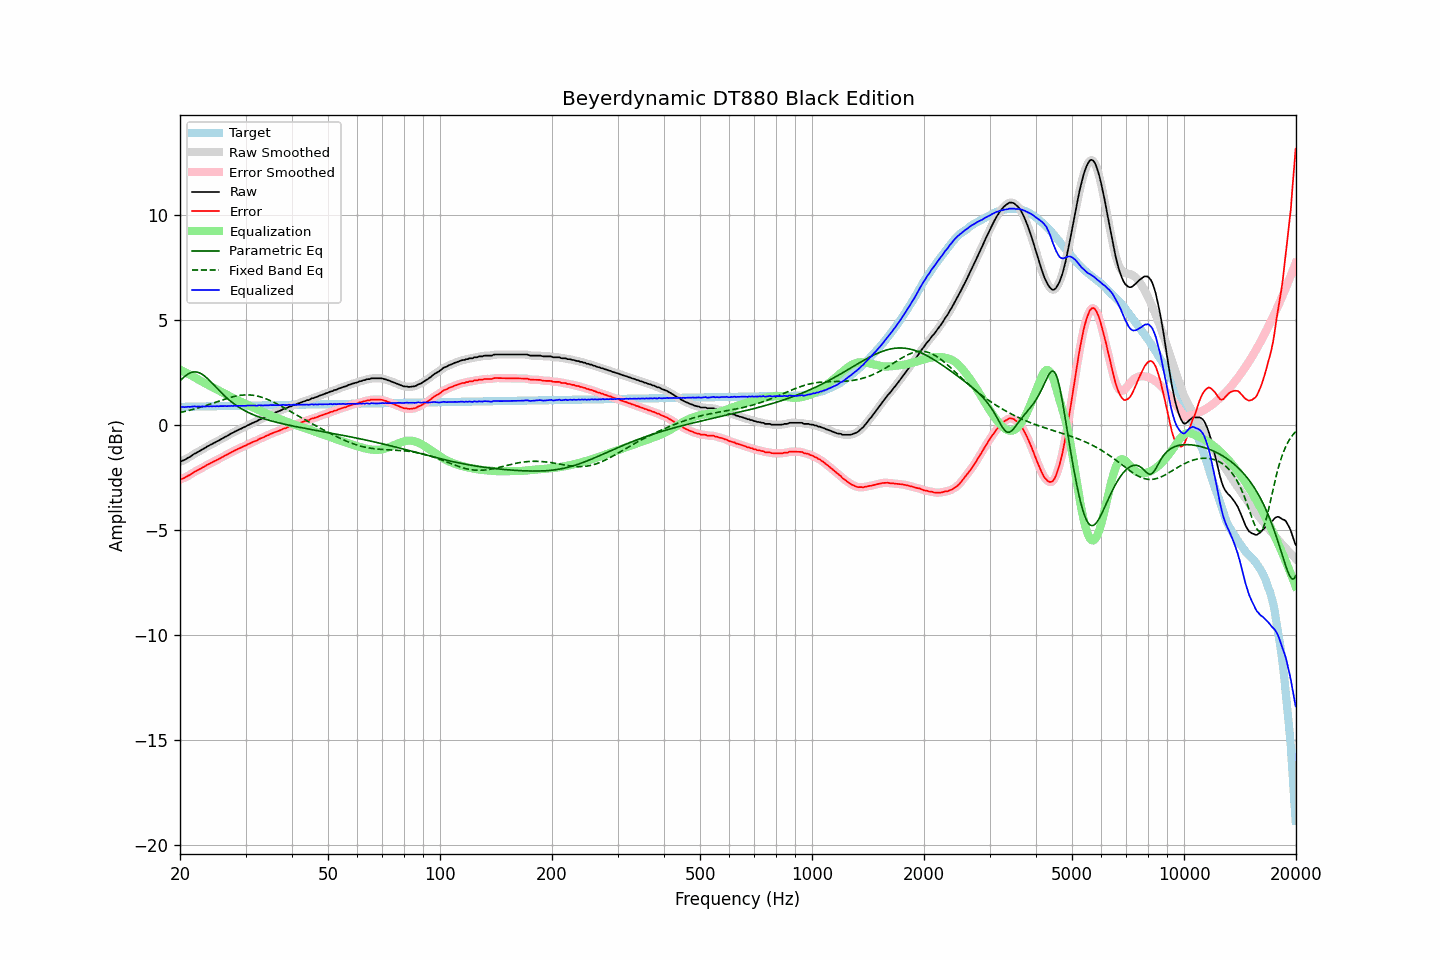 Beyerdynamic DT880 Black Edition
Target
Raw Smoothed
Error Smoothed
Raw
Error
Equalization
Parametric Eq
Fixed Band Eq
Equalized
10
5
0
−5
−10
−15
−20
Amplitude (dBr)
20 50 100 200 500 1000 2000 5000 10000 20000
Frequency (Hz)